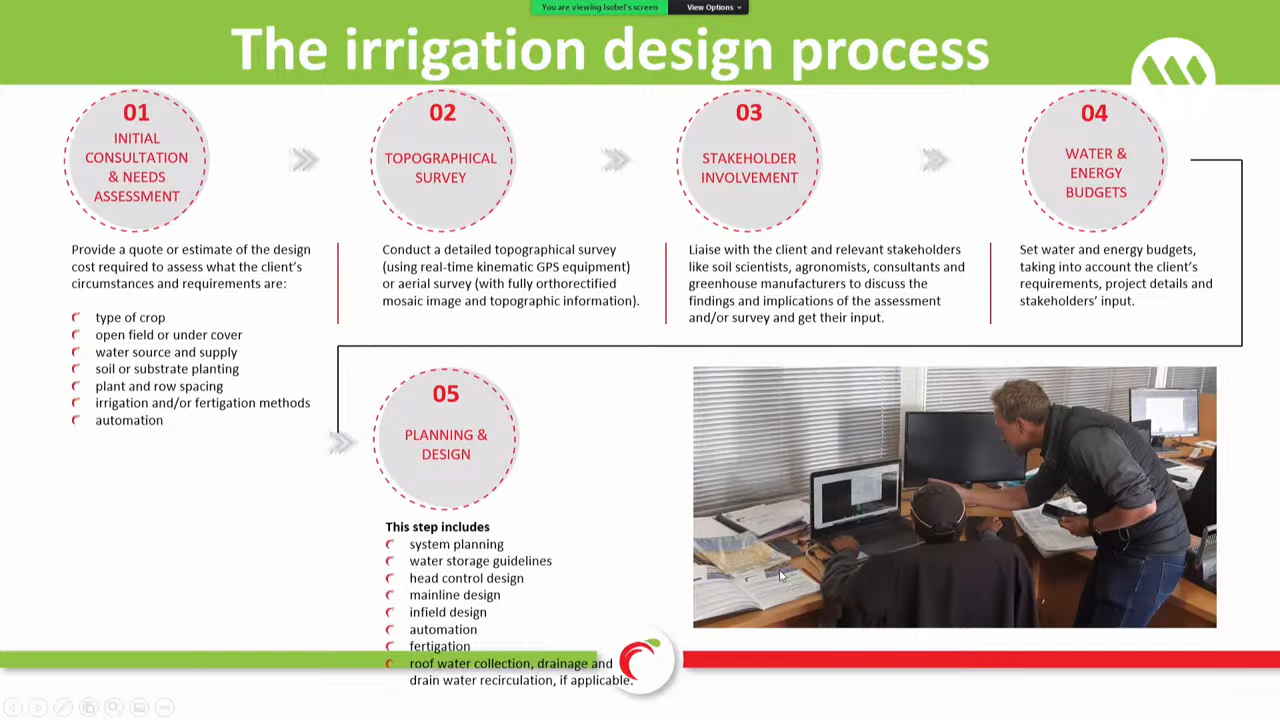 You are viewing Isobel's screen
View Options
The irrigation design process
01
INITIAL
CONSULTATION
& NEEDS
ASSESSMENT
02
TOPOGRAPHICAL
SURVEY
03
STAKEHOLDER
INVOLVEMENT
04
WATER &
ENERGY
BUDGETS
Provide a quote or estimate of the design
cost required to assess what the client's
circumstances and requirements are:
type of crop
open field or under cover
water source and supply
soil or substrate planting
plant and row spacing
irrigation and/or fertigation methods
automation
Conduct a detailed topographical survey
(using real-time kinematic GPS equipment)
or aerial survey (with fully orthorectified
mosaic image and topographic information).
Liaise with the client and relevant stakeholders
like soil scientists, agronomists, consultants and
greenhouse manufacturers to discuss the
findings and implications of the assessment
and/or survey and get their input.
Set water and energy budgets,
taking into account the client's
requirements, project details and
stakeholders' input.
05
PLANNING &
DESIGN
This step includes
system planning
water storage guidelines
head control design
mainline design
infield design
automation
fertigation
roof water collection, drainage and
drain water recirculation, if applicable.